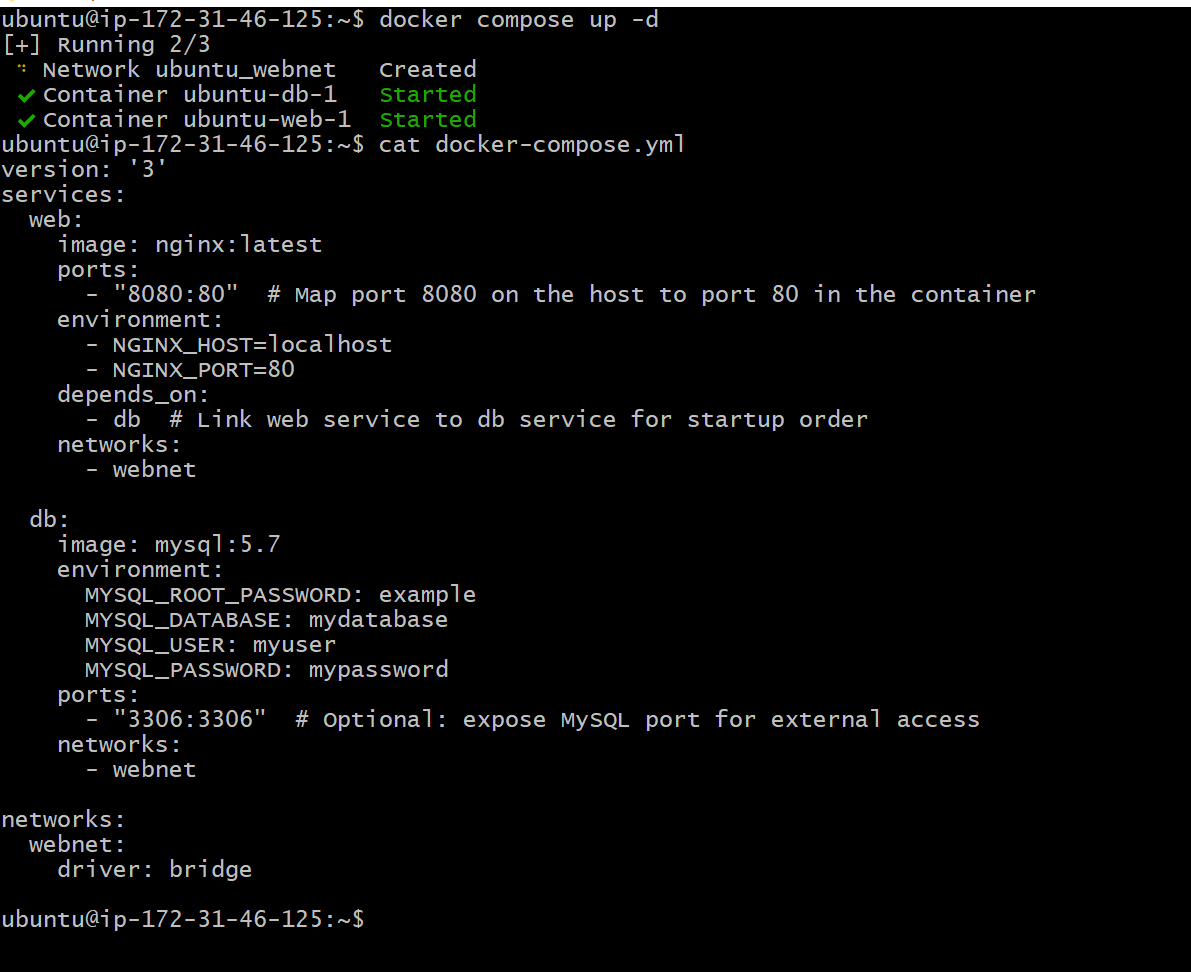 ubuntu@ip-172-31-46-125:~$ docker compose up -d
[+] Running 2/3
 ⠹ Network ubuntu_webnet   Created
 ✔ Container ubuntu-db-1   Started
 ✔ Container ubuntu-web-1  Started
ubuntu@ip-172-31-46-125:~$ cat docker-compose.yml
version: '3'
services:
  web:
    image: nginx:latest
    ports:
      - "8080:80"  # Map port 8080 on the host to port 80 in the container
    environment:
      - NGINX_HOST=localhost
      - NGINX_PORT=80
    depends_on:
      - db  # Link web service to db service for startup order
    networks:
      - webnet

  db:
    image: mysql:5.7
    environment:
      MYSQL_ROOT_PASSWORD: example
      MYSQL_DATABASE: mydatabase
      MYSQL_USER: myuser
      MYSQL_PASSWORD: mypassword
    ports:
      - "3306:3306"  # Optional: expose MySQL port for external access
    networks:
      - webnet

networks:
  webnet:
    driver: bridge

ubuntu@ip-172-31-46-125:~$